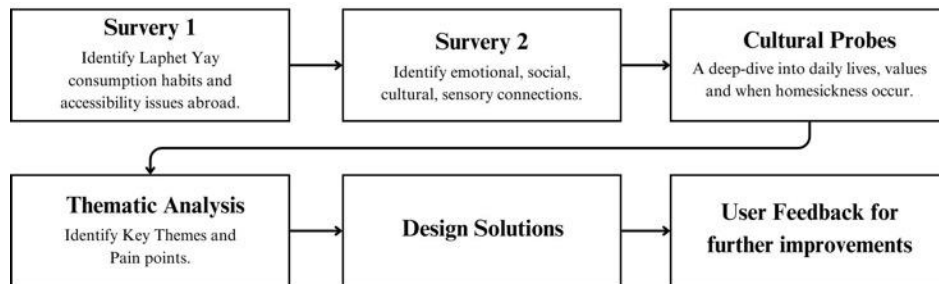 Survery 1
Identify Laphet Yay
consumption habits and
accessibility issues abroad.
Survery 2
Identify emotional, social,
cultural, sensory connections.
Cultural Probes
A deep-dive into daily lives, values
and when homesickness occur.
Thematic Analysis
Identify Key Themes and
Pain points.
Design Solutions
User Feedback for
further improvements